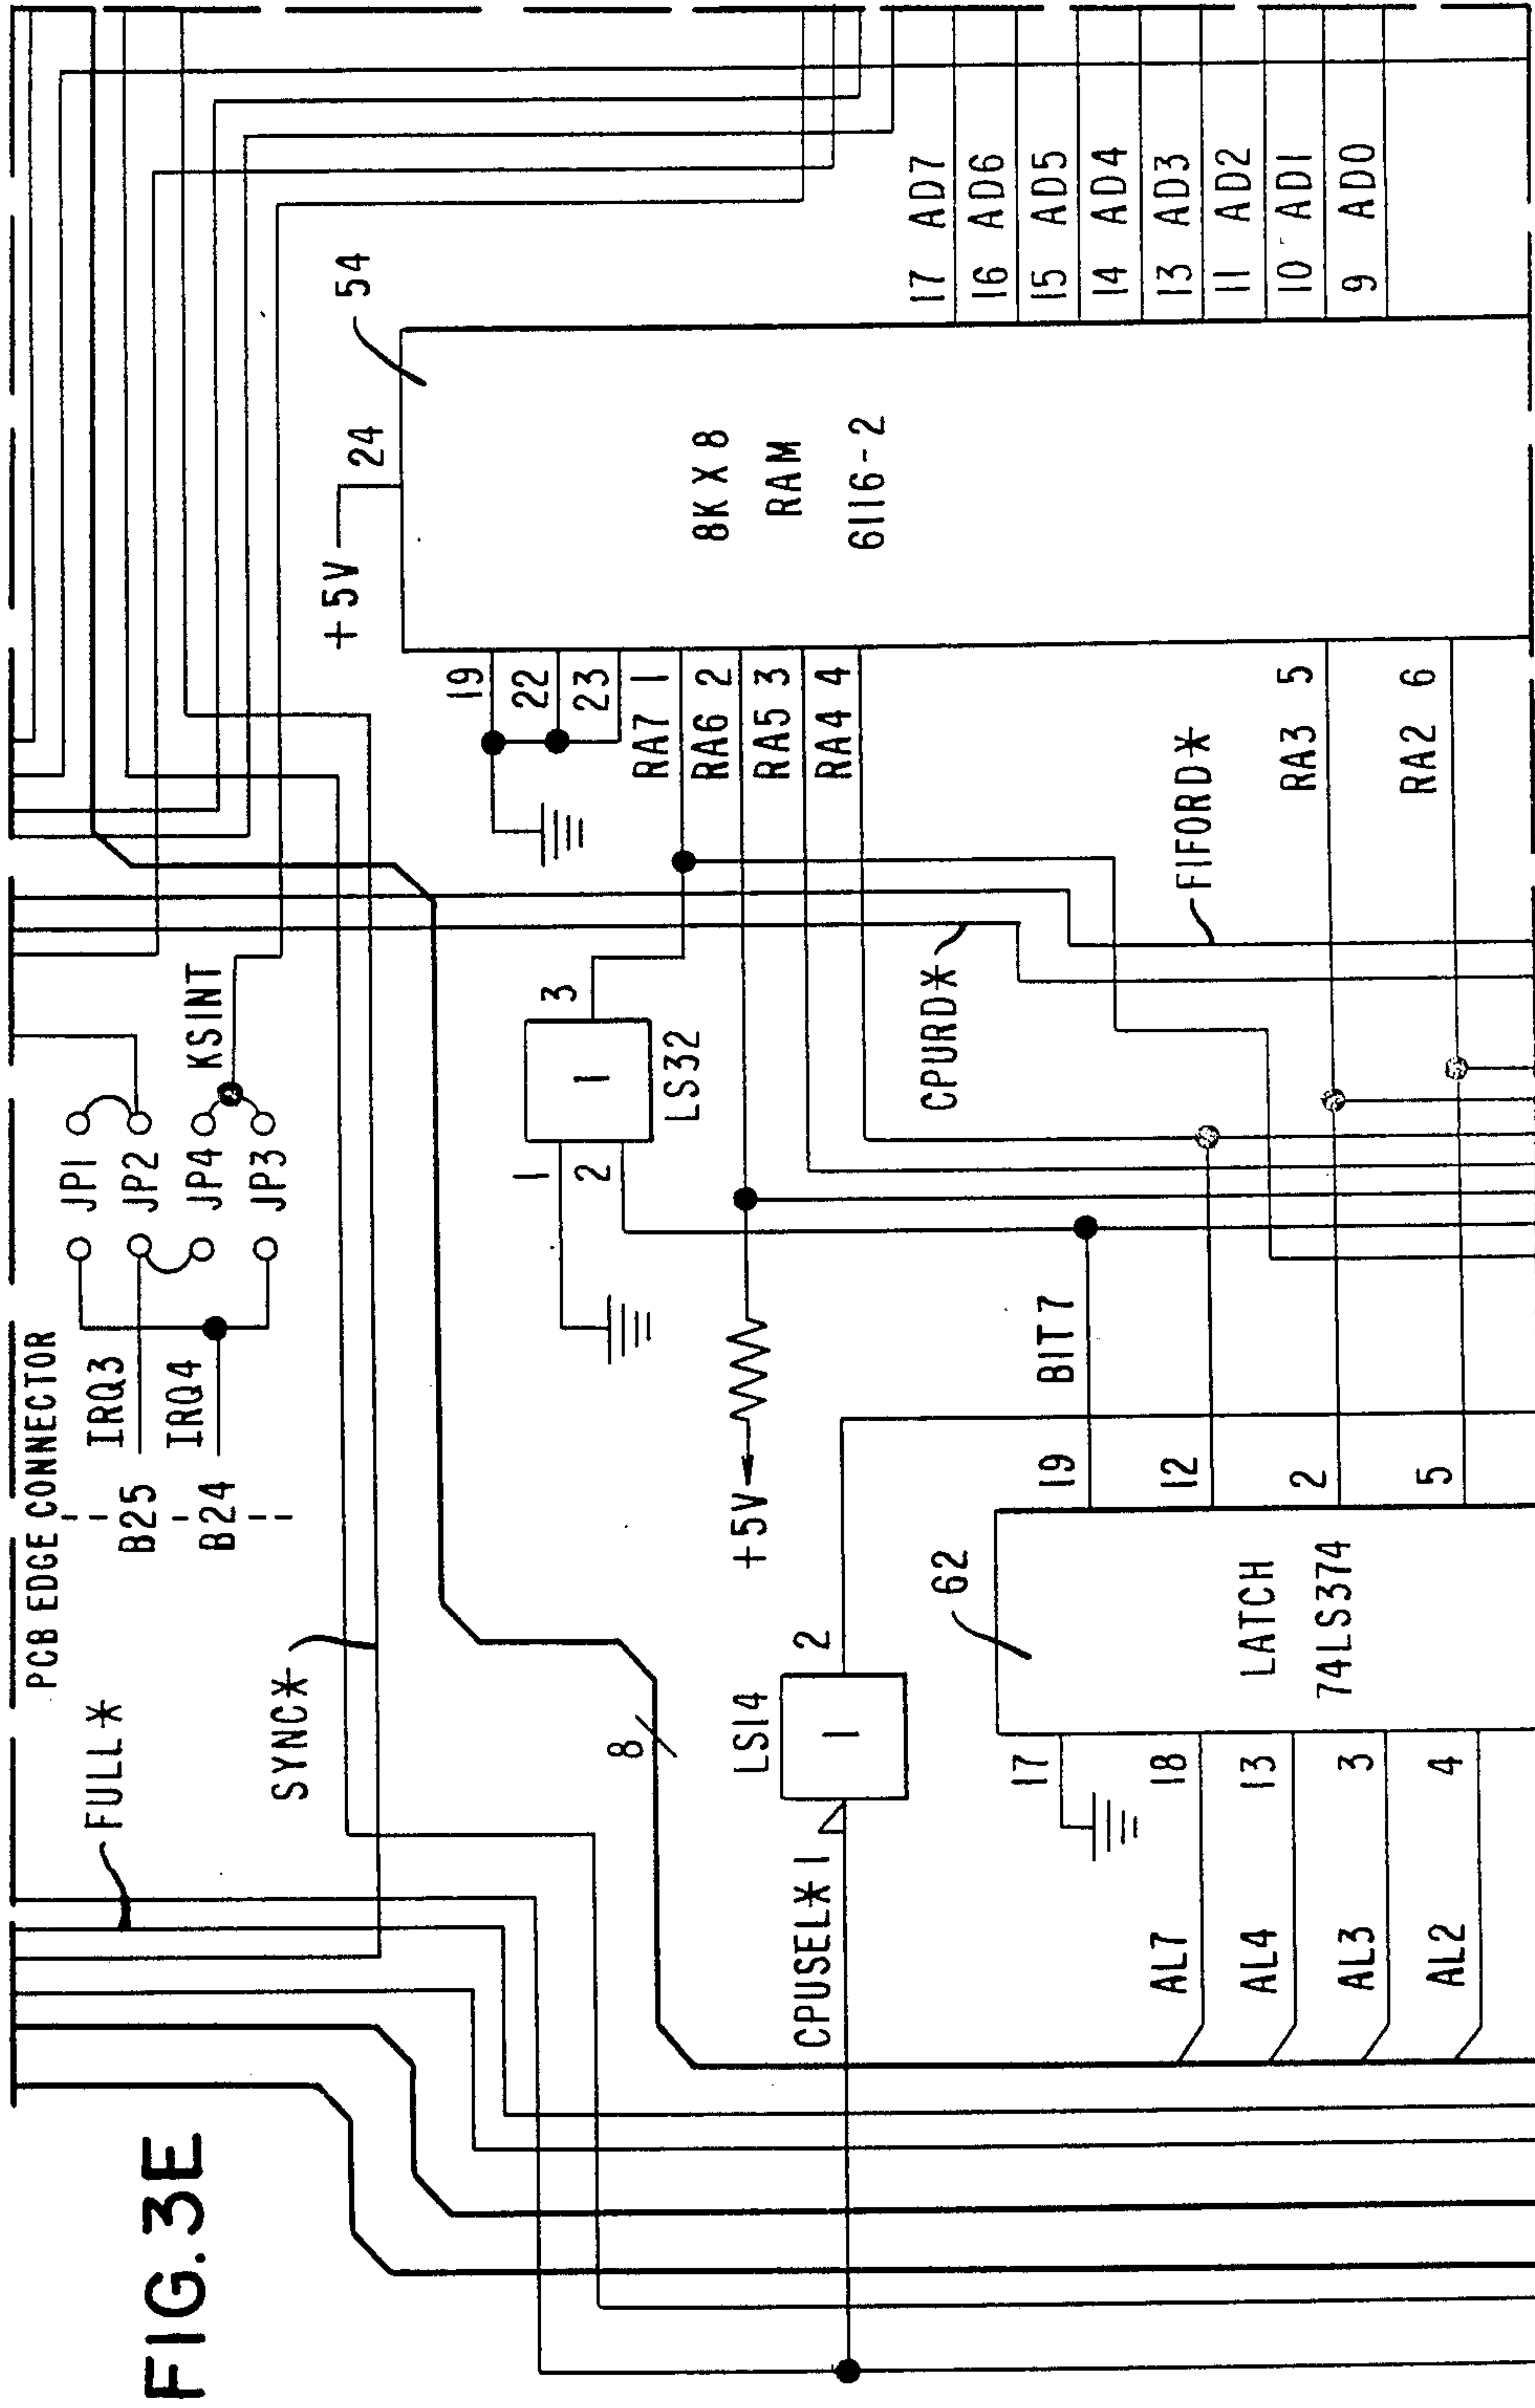 FIG. 3E
PCB EDGE CONNECTOR
FULL*
SYNC*
B25
IRQ3
B24
IRQ4
JP1
JP2
JP4
JP3
KSINT
+5V
24
54
19
22
23
RA7 1
RA6 2
RA5 3
RA4 4
RA3 5
RA2 6
8K X 8
RAM
6116-2
17 AD7
16 AD6
15 AD5
14 AD4
13 AD3
11 AD2
10 AD1
9 AD0
1
2
1
3
LS32
CPURD*
FIFORD*
+5V
8
LS14
1
2
CPUSEL* 1
62
BIT7
17
18
13
3
4
AL7
AL4
AL3
AL2
LATCH
74LS374
19
12
2
5